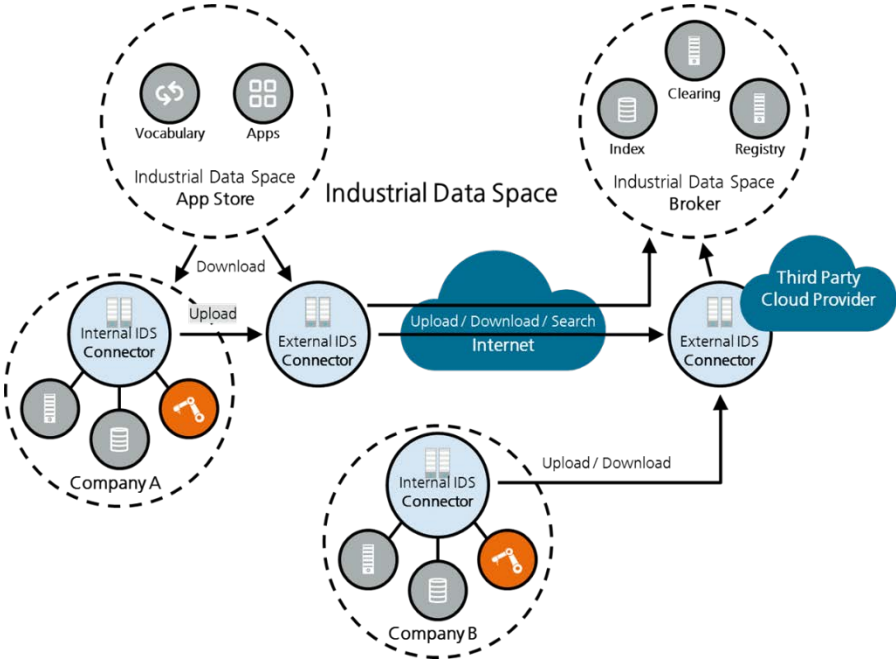 Vocabulary
Apps
Industrial Data Space
App Store
Clearing
Index
Registry
Industrial Data Space
Broker
Industrial Data Space
Download
Third Party
Cloud Provider
Internal IDS
Connector
Upload
External IDS
Connector
Upload / Download / Search
Internet
External IDS
Connector
Company A
Internal IDS
Connector
Upload / Download
Company B